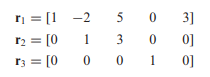 r₁ = [1 −2 5 0 3]
r₂ = [0 1 3 0 0]
r₃ = [0 0 0 1 0]